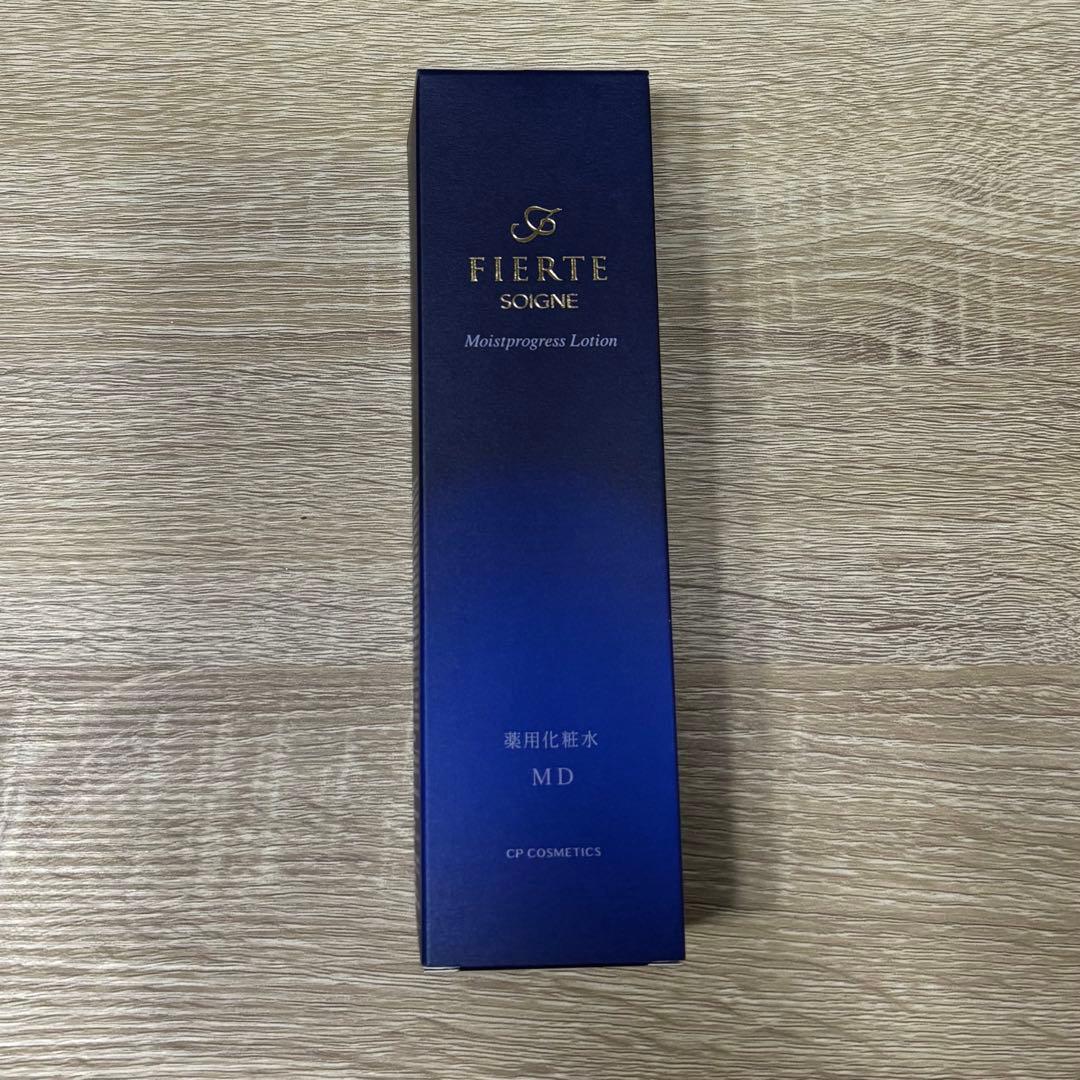 FIERTE
SOIGNE
Moistprogress Lotion
薬用化粧水
MD
CP COSMETICS